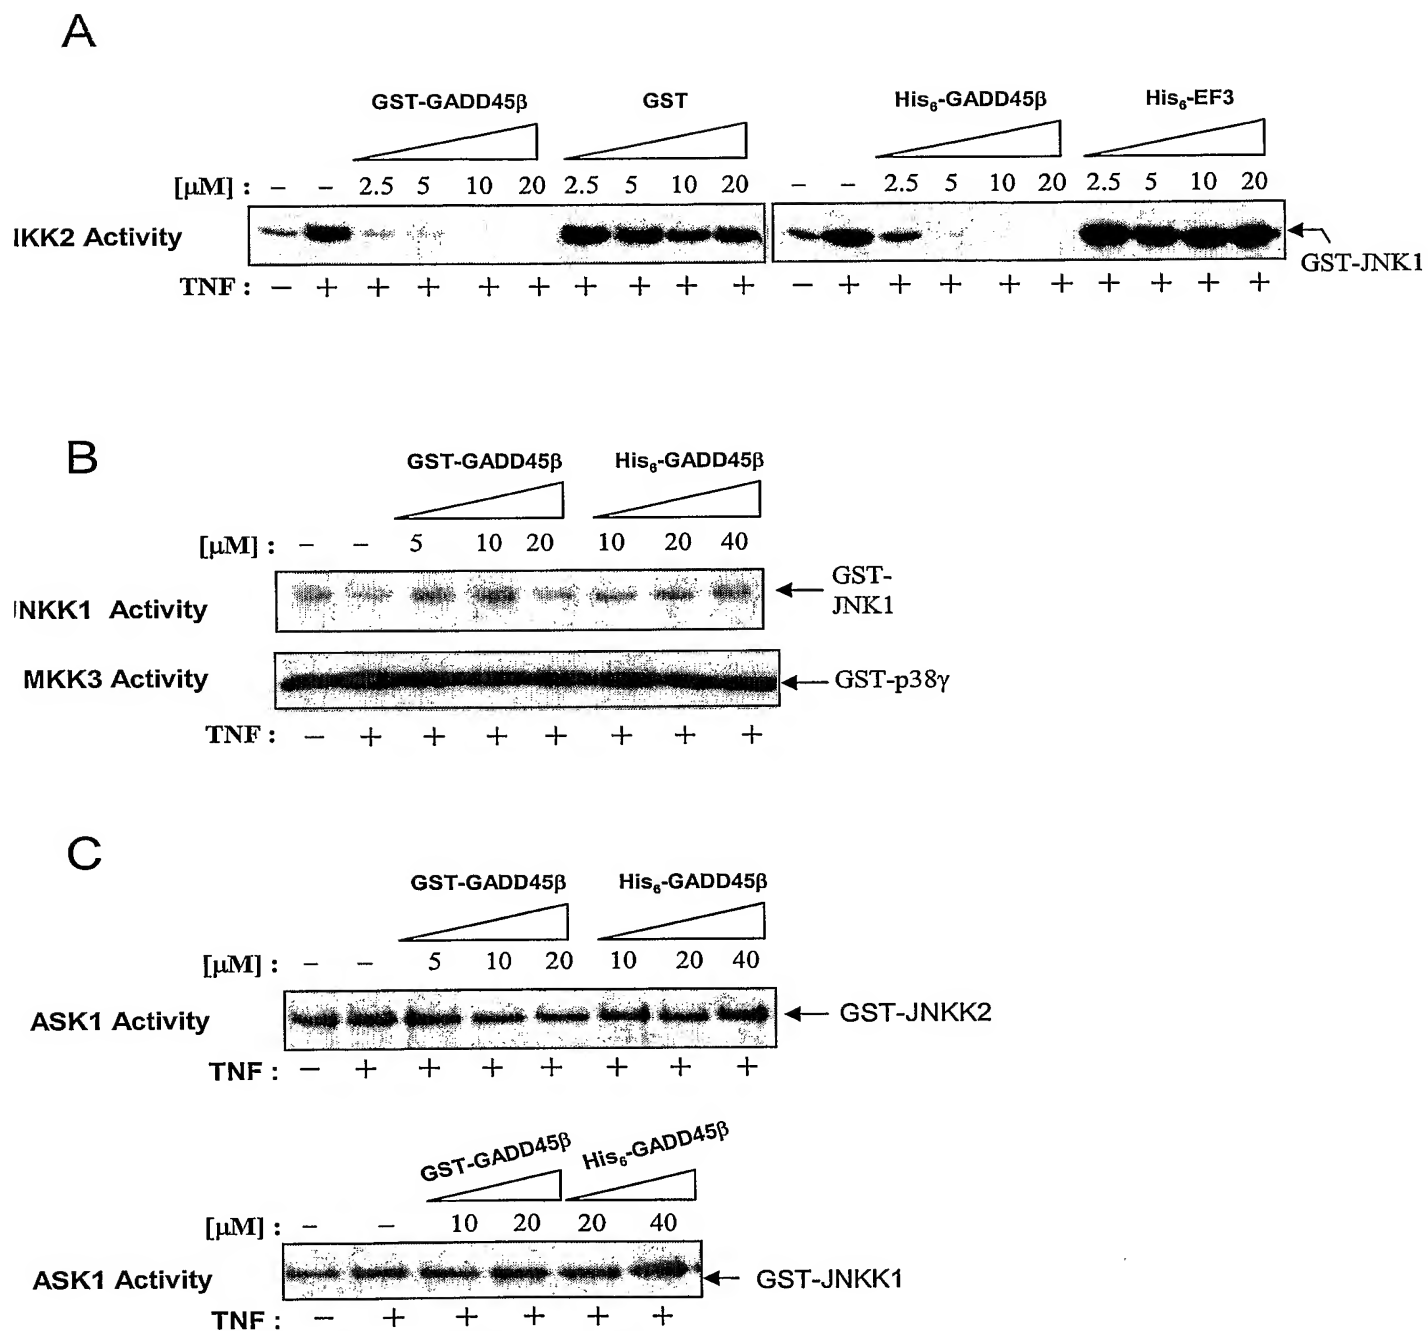 A
GST-GADD45β GST His₆-GADD45β His₆-EF3
[µM] : – – 2.5 5 10 20 2.5 5 10 20 – – 2.5 5 10 20 2.5 5 10 20
IKK2 Activity
GST-JNK1
TNF : – + + + + + + + + + – + + + + + + + + +
B
GST-GADD45β His₆-GADD45β
[µM] : – – 5 10 20 10 20 40
JNKK1 Activity
GST-
JNK1
MKK3 Activity GST-p38γ
TNF : – + + + + + + +
C
GST-GADD45β His₆-GADD45β
[µM] : – – 5 10 20 10 20 40
ASK1 Activity GST-JNKK2
TNF : – + + + + + + +
GST-GADD45β His₆-GADD45β
[µM] : – – 10 20 20 40
ASK1 Activity GST-JNKK1
TNF : – + + + + +